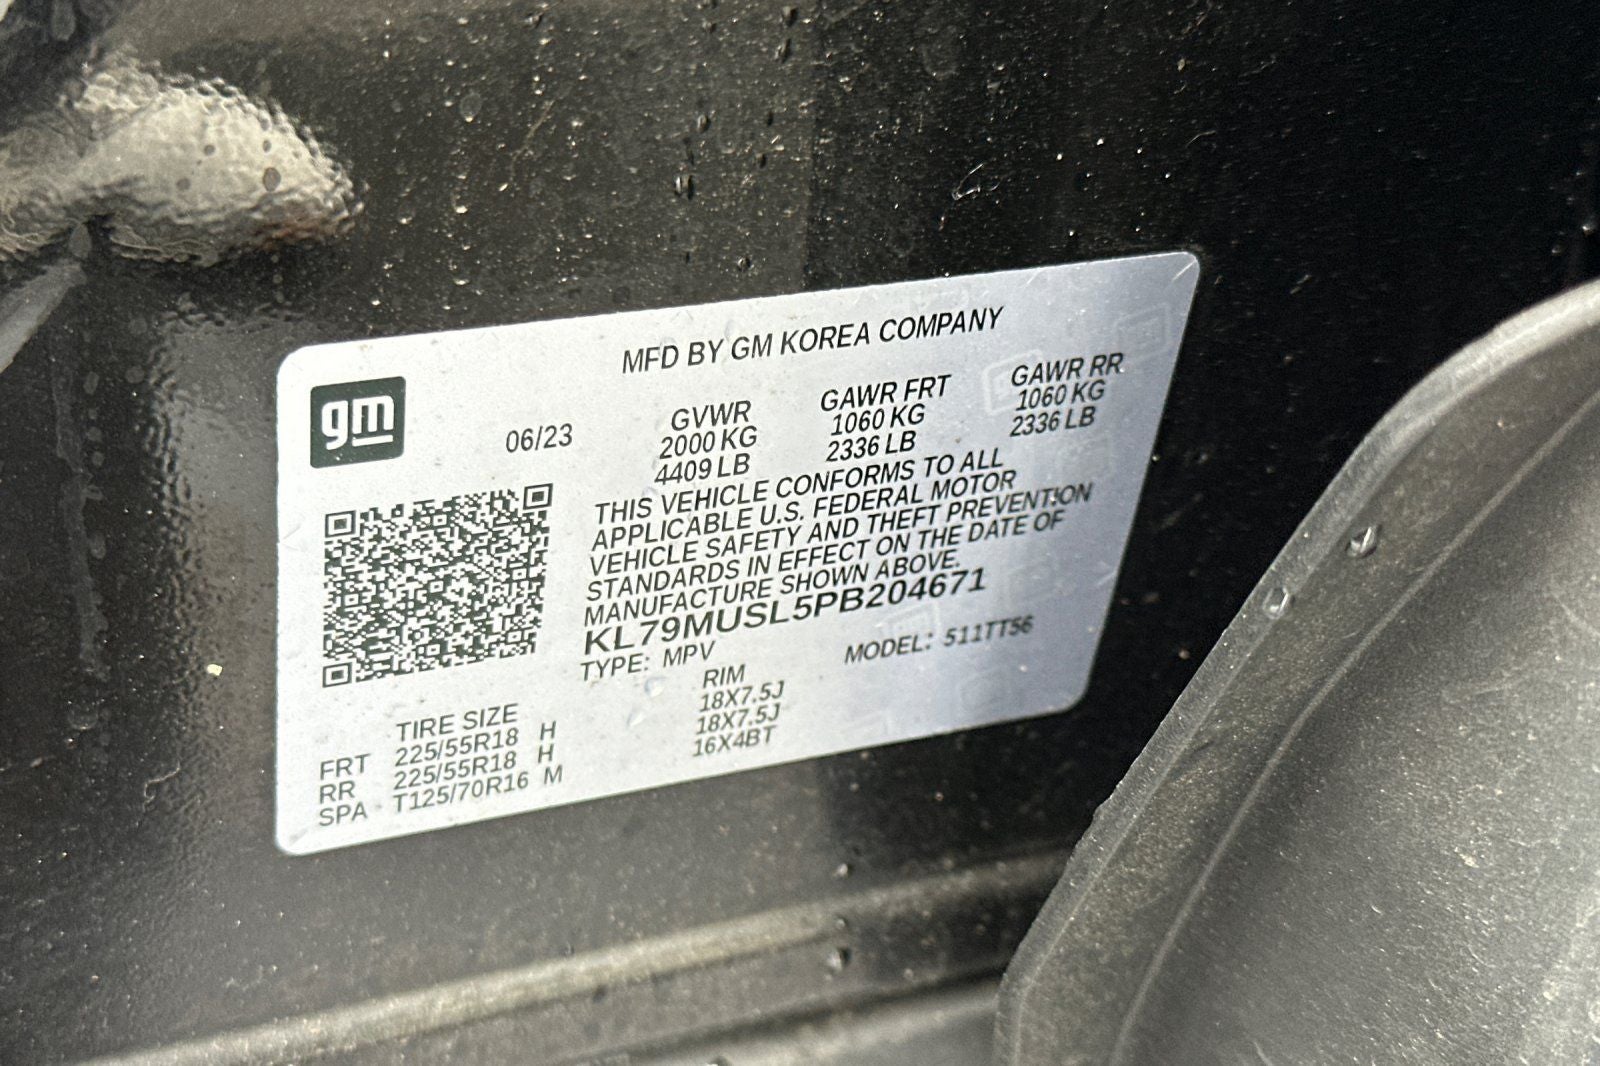 MFD BY GM KOREA COMPANY
gm
06/23
GVWR GAWR FRT GAWR RR
2000 KG 1060 KG 1060 KG
4409 LB 2336 LB 2336 LB
THIS VEHICLE CONFORMS TO ALL
APPLICABLE U.S. FEDERAL MOTOR
VEHICLE SAFETY AND THEFT PREVENTION
STANDARDS IN EFFECT ON THE DATE OF
MANUFACTURE SHOWN ABOVE.
KL79MUSL5PB204671
TYPE: MPV MODEL: 511TT56
TIRE SIZE RIM
FRT 225/55R18 H 18X7.5J
RR 225/55R18 H 18X7.5J
SPA T125/70R16 M 16X4BT